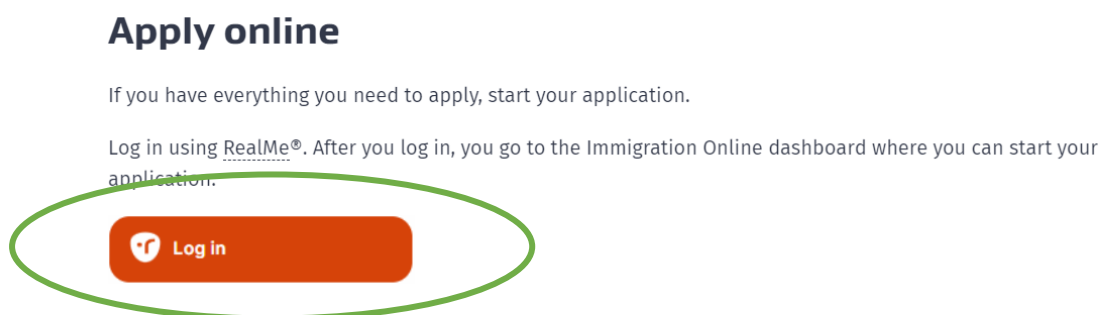 Apply online
If you have everything you need to apply, start your application.
Log in using RealMe®. After you log in, you go to the Immigration Online dashboard where you can start your
application.
Log in